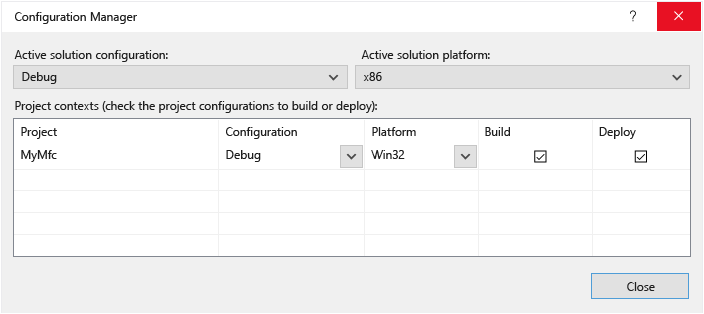 Configuration Manager ?
Active solution configuration: Active solution platform:
Debug x86
Project contexts (check the project configurations to build or deploy):
Project Configuration Platform Build Deploy
MyMfc Debug Win32
Close